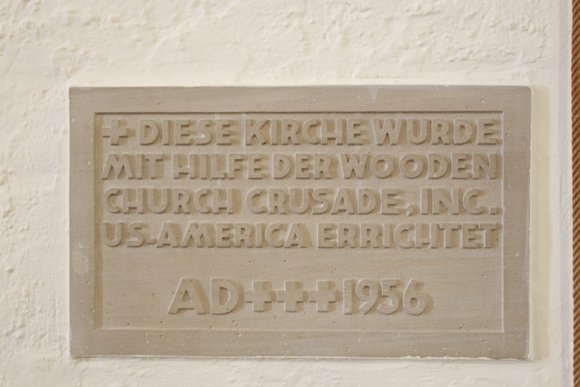 + DIESE KIRCHE WURDE
MIT HILFE DER WOODEN
CHURCH CRUSADE, INC.
US-AMERICA ERRICHTET
AD+++1956